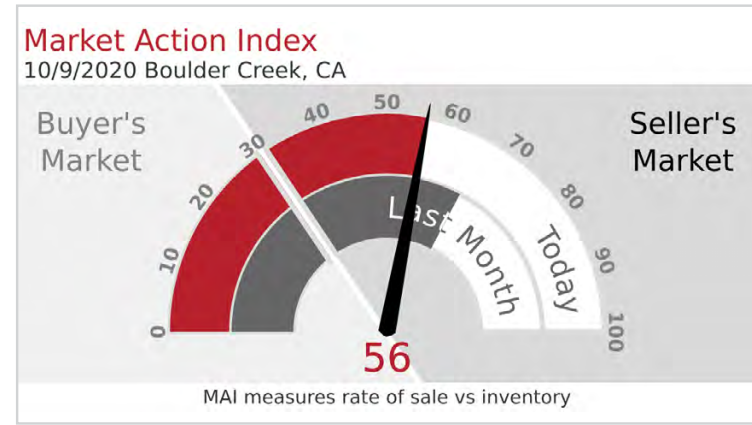 Market Action Index
10/9/2020 Boulder Creek, CA
Buyer's
Market
Seller's
Market
0
10
20
30
40
50
60
70
80
90
100
Last Month
Today
56
MAI measures rate of sale vs inventory